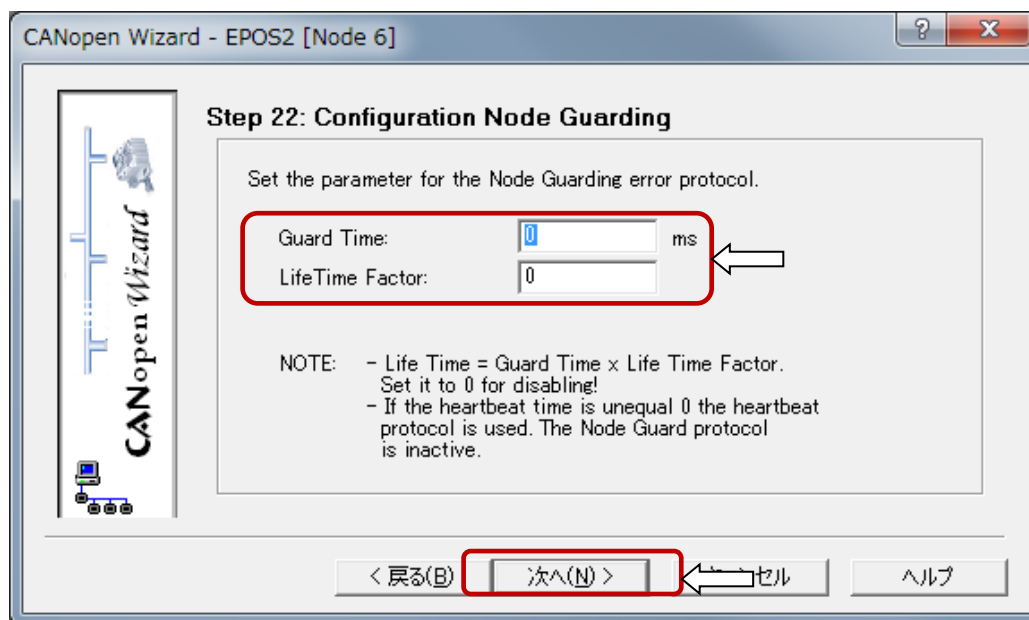 CANopen Wizard - EPOS2 [Node 6]
?
X
CANopen Wizard
Step 22: Configuration Node Guarding
Set the parameter for the Node Guarding error protocol.
Guard Time: 0 ms
LifeTime Factor: 0
NOTE: - Life Time = Guard Time x Life Time Factor.
Set it to 0 for disabling!
- If the heartbeat time is unequal 0 the heartbeat
protocol is used. The Node Guard protocol
is inactive.
< 戻る(B) 次へ(N) > セル ヘルプ